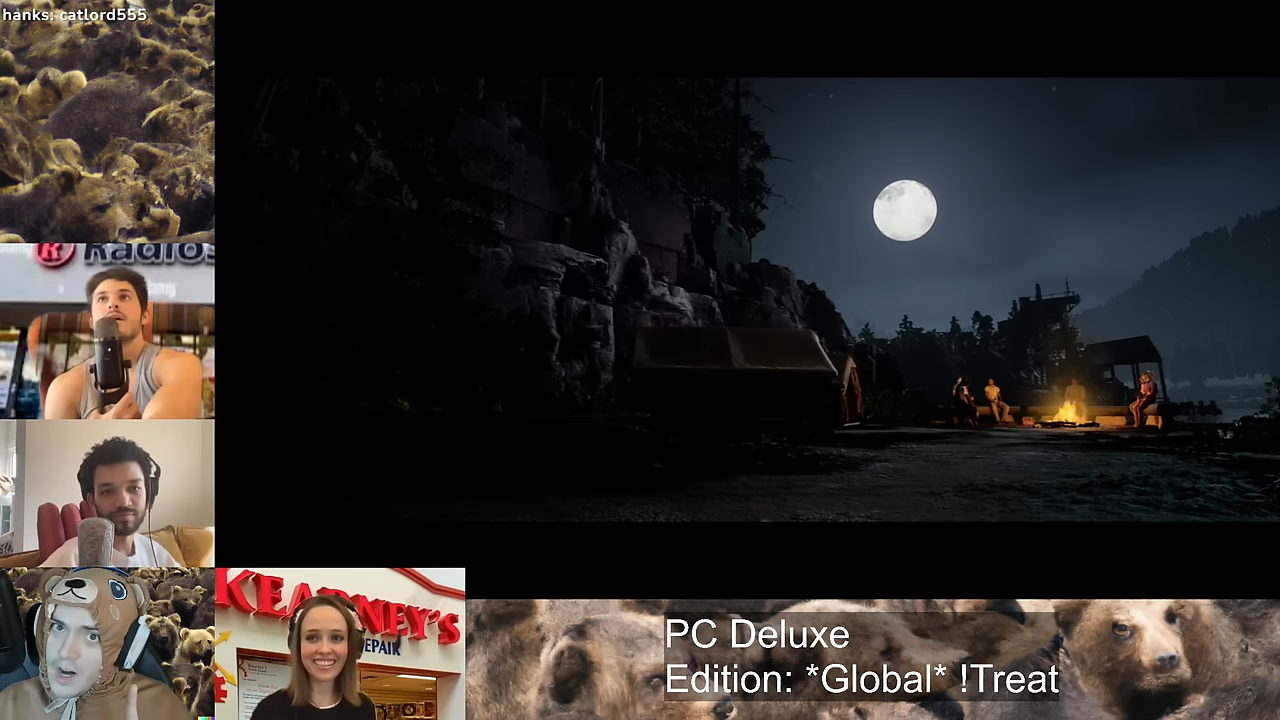 hanks: catlord555
R RadioS
KEARNEY'S
EPAIR
PC Deluxe
Edition: *Global* !Treat